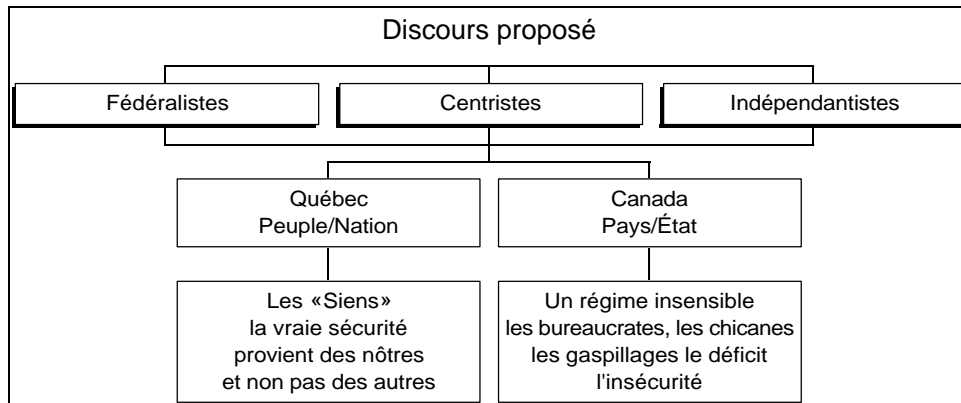 Discours proposé
Fédéralistes
Centristes
Indépendantistes
Québec
Peuple/Nation
Canada
Pays/État
Les «Siens»
la vraie sécurité
provient des nôtres
et non pas des autres
Un régime insensible
les bureaucrates, les chicanes
les gaspillages le déficit
l'insécurité